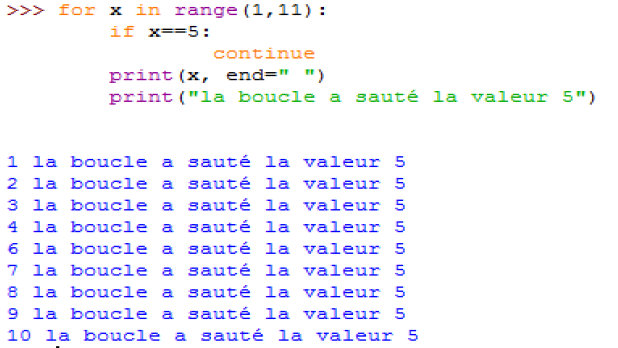 >>> for x in range(1,11):
        if x==5:
                continue
        print(x, end=" ")
        print("la boucle a sauté la valeur 5")
1 la boucle a sauté la valeur 5
2 la boucle a sauté la valeur 5
3 la boucle a sauté la valeur 5
4 la boucle a sauté la valeur 5
6 la boucle a sauté la valeur 5
7 la boucle a sauté la valeur 5
8 la boucle a sauté la valeur 5
9 la boucle a sauté la valeur 5
10 la boucle a sauté la valeur 5